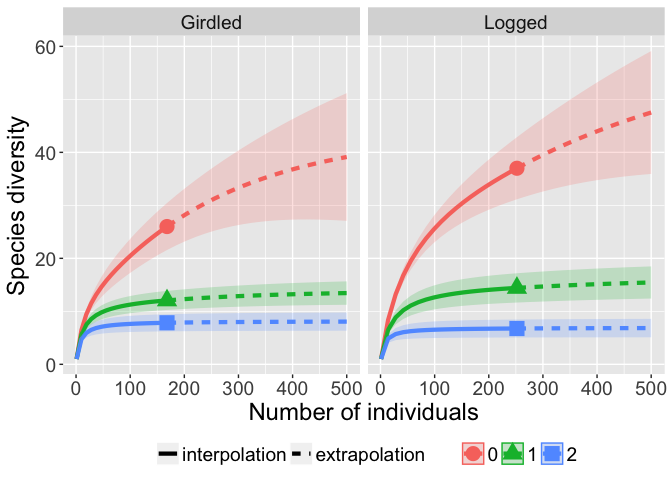 Girdled Logged
60
40
20
0
Species diversity
0 100 200 300 400 500 0 100 200 300 400 500
Number of individuals
interpolation extrapolation 0 1 2